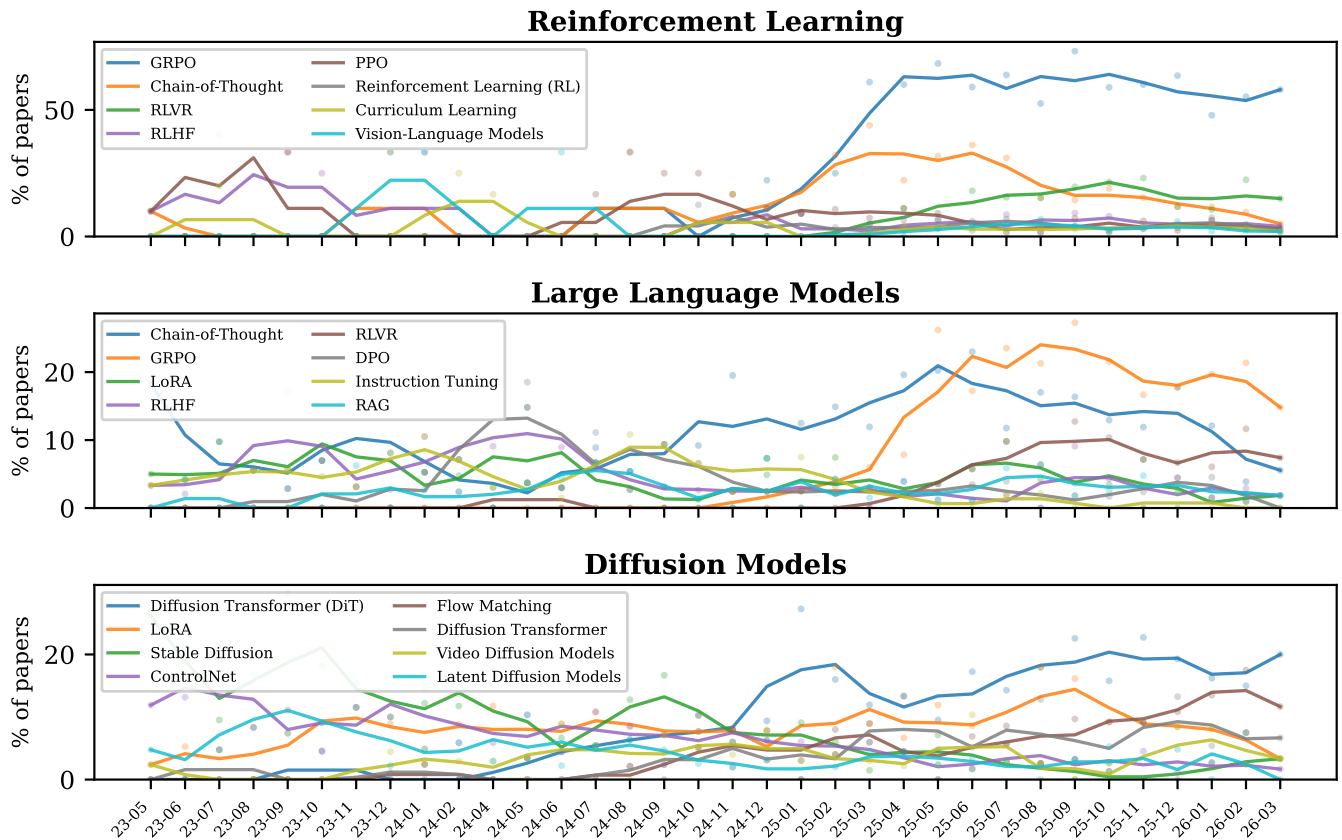 Reinforcement Learning
% of papers
50
0
GRPO
Chain-of-Thought
RLVR
RLHF
PPO
Reinforcement Learning (RL)
Curriculum Learning
Vision-Language Models
Large Language Models
% of papers
20
10
0
Chain-of-Thought
GRPO
LoRA
RLHF
RLVR
DPO
Instruction Tuning
RAG
Diffusion Models
% of papers
20
0
Diffusion Transformer (DiT)
LoRA
Stable Diffusion
ControlNet
Flow Matching
Diffusion Transformer
Video Diffusion Models
Latent Diffusion Models
23-05
23-06
23-07
23-08
23-09
23-10
23-11
23-12
24-01
24-02
24-04
24-05
24-06
24-07
24-08
24-09
24-10
24-11
24-12
25-01
25-02
25-03
25-04
25-05
25-06
25-07
25-08
25-09
25-10
25-11
25-12
26-01
26-02
26-03